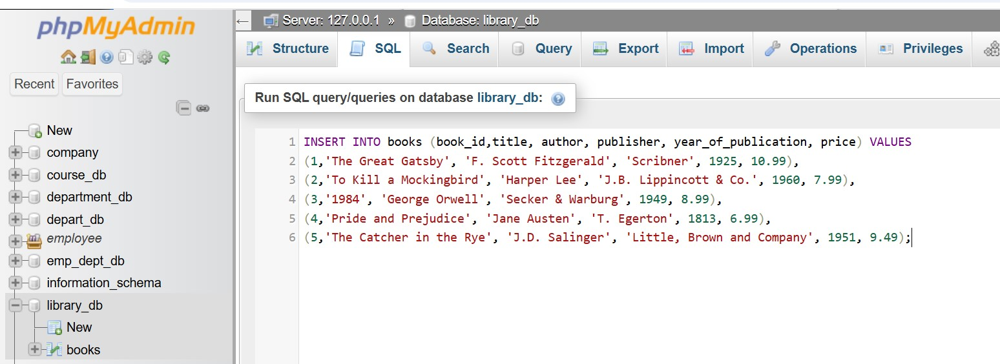 phpMyAdmin
Recent Favorites
New
company
course_db
department_db
depart_db
employee
emp_dept_db
information_schema
library_db
New
books
← Server: 127.0.0.1 » Database: library_db
Structure SQL Search Query Export Import Operations Privileges
Run SQL query/queries on database library_db:
1 INSERT INTO books (book_id,title, author, publisher, year_of_publication, price) VALUES
2 (1,'The Great Gatsby', 'F. Scott Fitzgerald', 'Scribner', 1925, 10.99),
3 (2,'To Kill a Mockingbird', 'Harper Lee', 'J.B. Lippincott & Co.', 1960, 7.99),
4 (3,'1984', 'George Orwell', 'Secker & Warburg', 1949, 8.99),
5 (4,'Pride and Prejudice', 'Jane Austen', 'T. Egerton', 1813, 6.99),
6 (5,'The Catcher in the Rye', 'J.D. Salinger', 'Little, Brown and Company', 1951, 9.49);